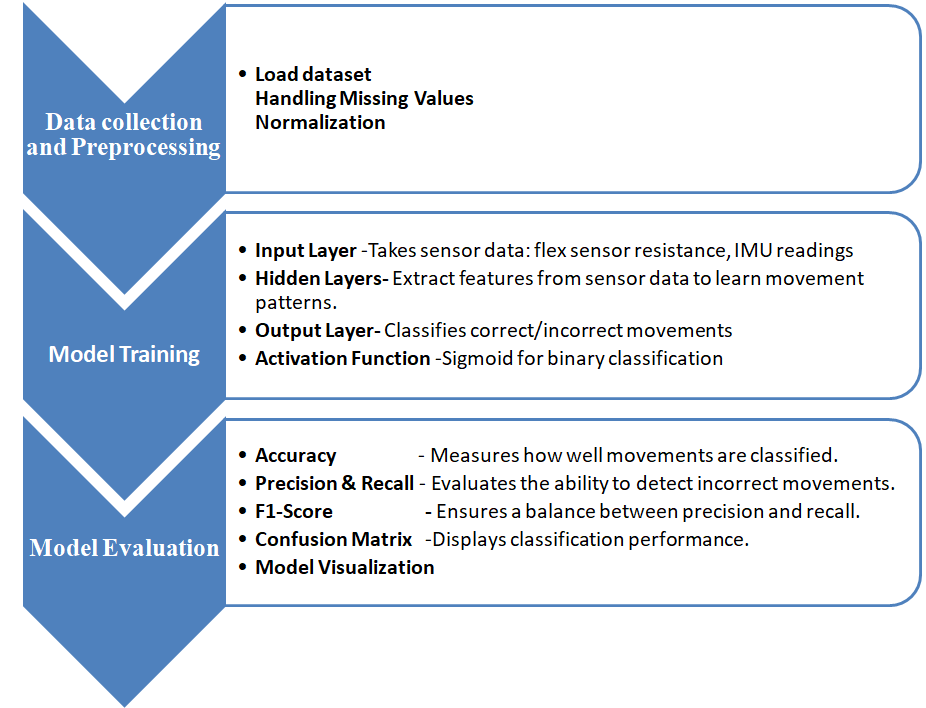 Data collection
and Preprocessing
• Load dataset
Handling Missing Values
Normalization
Model Training
• Input Layer -Takes sensor data: flex sensor resistance, IMU readings
• Hidden Layers- Extract features from sensor data to learn movement
patterns.
• Output Layer- Classifies correct/incorrect movements
• Activation Function -Sigmoid for binary classification
Model Evaluation
• Accuracy - Measures how well movements are classified.
• Precision & Recall - Evaluates the ability to detect incorrect movements.
• F1-Score - Ensures a balance between precision and recall.
• Confusion Matrix -Displays classification performance.
• Model Visualization